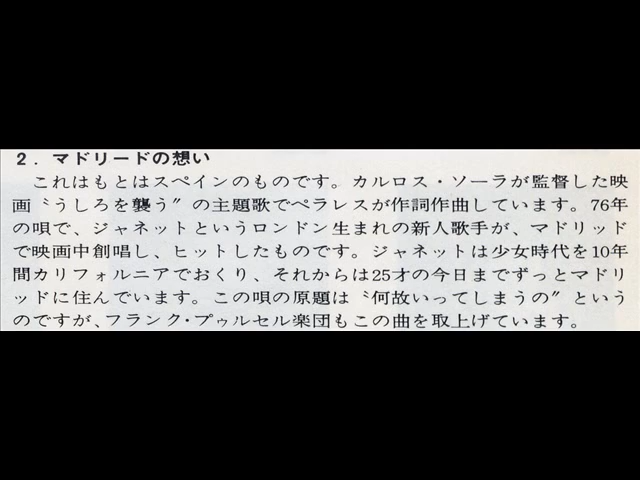 2．マドリードの想い
これはもとはスペインのものです。カルロス・ソーラが監督した映
画〝うしろを襲う〟の主題歌でペラレスが作詞作曲しています。76年
の唄で、ジャネットというロンドン生まれの新人歌手が、マドリッド
で映画中創唱し、ヒットしたものです。ジャネットは少女時代を10年
間カリフォルニアでおくり、それからは25才の今日までずっとマドリ
ッドに住んでいます。この唄の原題は〝何故いってしまうの〟という
のですが、フランク・プゥルセル楽団もこの曲を取上げています。